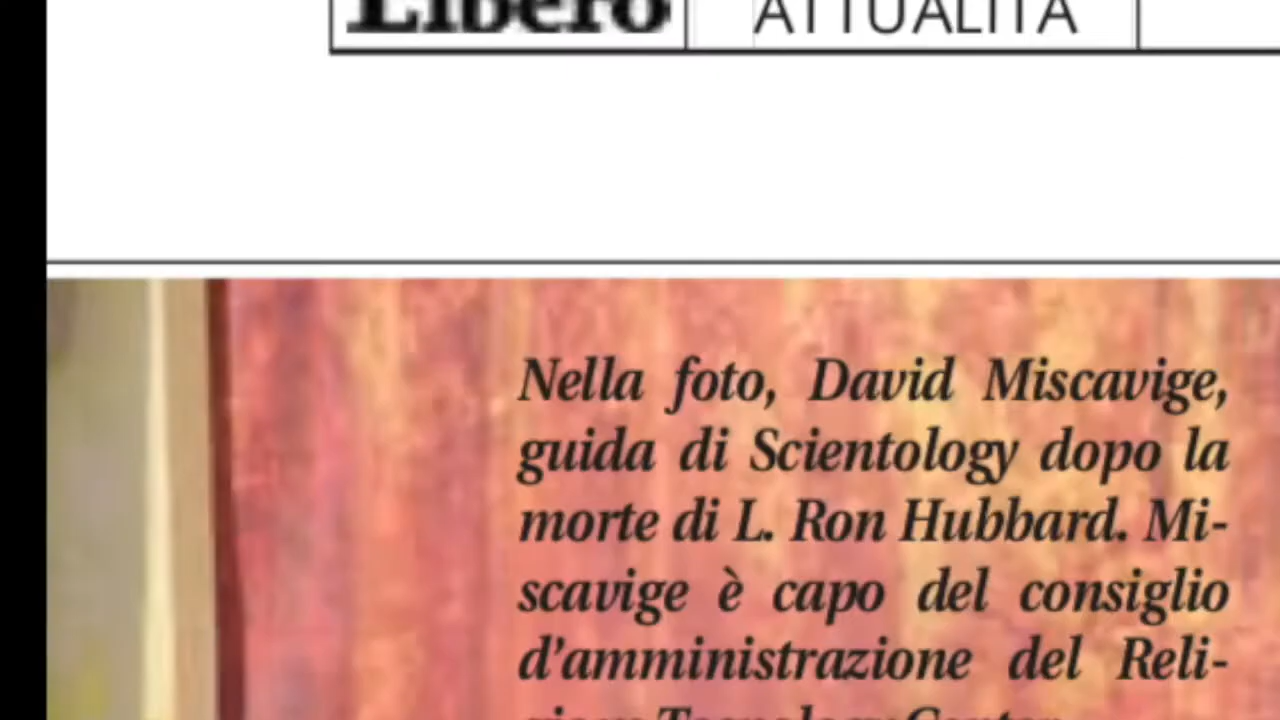 Libero
ATTUALITÀ
Nella foto, David Miscavige,
guida di Scientology dopo la
morte di L. Ron Hubbard. Mi-
scavige è capo del consiglio
d'amministrazione del Reli-